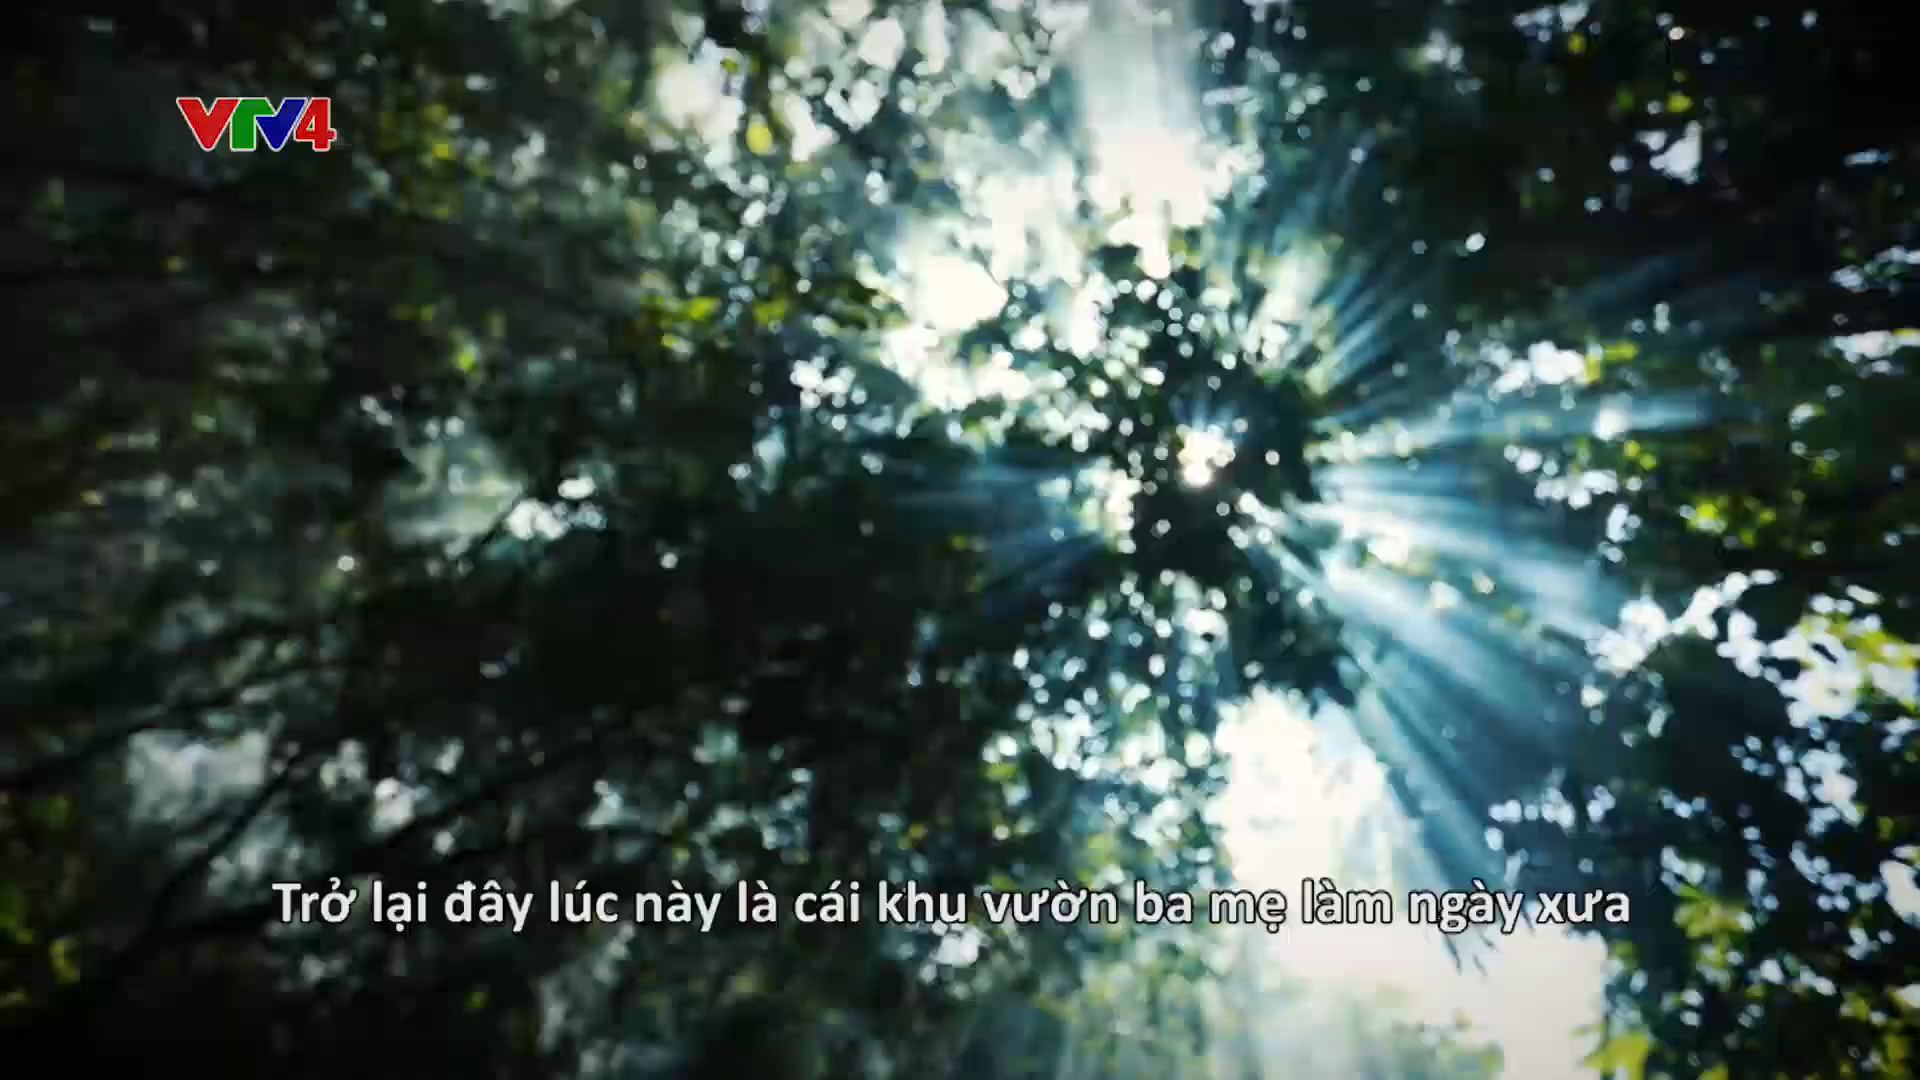 VTV4
Trở lại đây lúc này là cái khu vườn ba mẹ làm ngày xưa